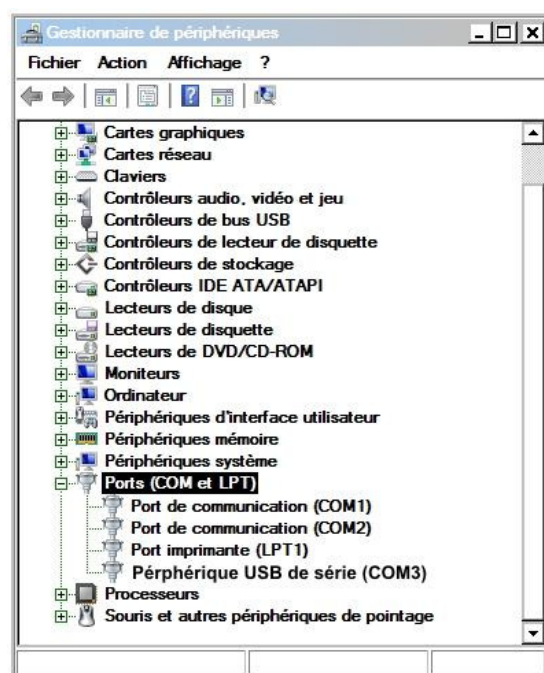 Gestionnaire de périphériques
Fichier Action Affichage ?
Cartes graphiques
Cartes réseau
Claviers
Contrôleurs audio, vidéo et jeu
Contrôleurs de bus USB
Contrôleurs de lecteur de disquette
Contrôleurs de stockage
Contrôleurs IDE ATA/ATAPI
Lecteurs de disque
Lecteurs de disquette
Lecteurs de DVD/CD-ROM
Moniteurs
Ordinateur
Périphériques d'interface utilisateur
Périphériques mémoire
Périphériques système
Ports (COM et LPT)
Port de communication (COM1)
Port de communication (COM2)
Port imprimante (LPT1)
Pérphérique USB de série (COM3)
Processeurs
Souris et autres périphériques de pointage